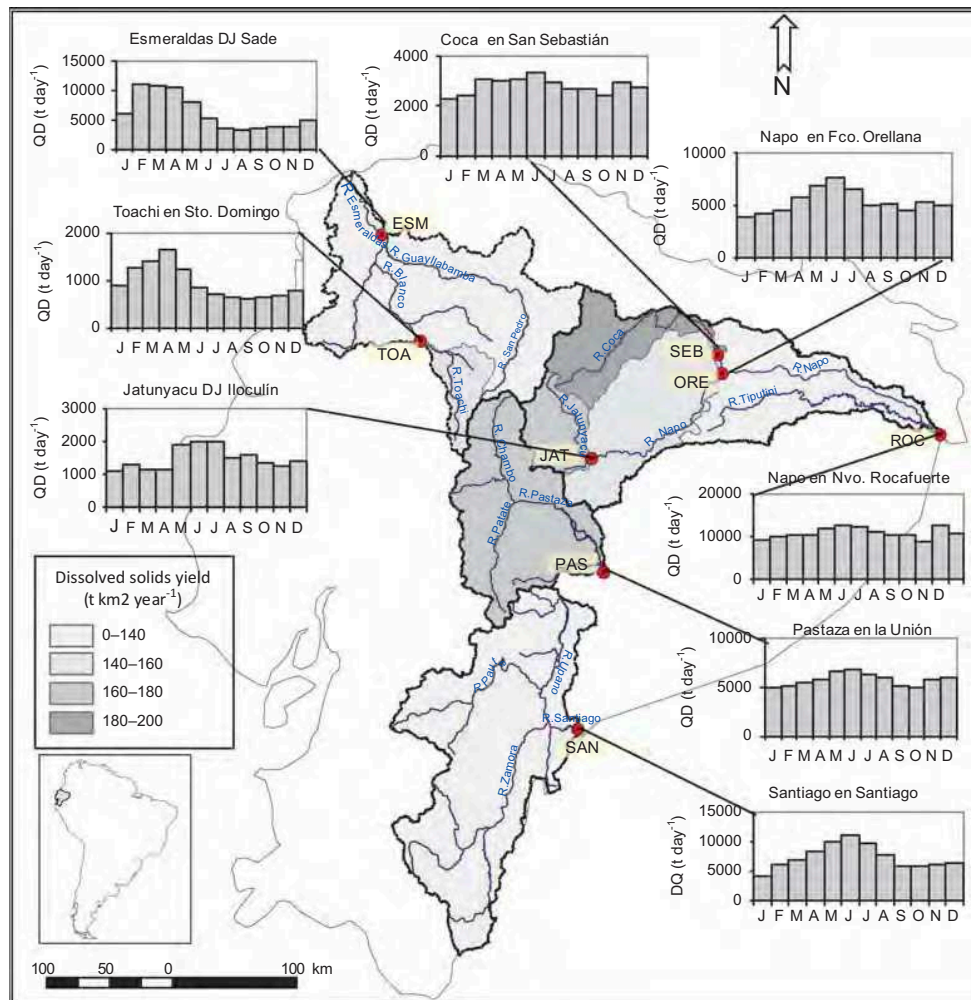 Esmeraldas DJ Sade
15000
10000
5000
0
QD (t day-1)
J F M A M J J A S O N D
Coca en San Sebastián
4000
2000
0
QD (t day-1)
J F M A M J J A S O N D
N
Napo en Fco. Orellana
10000
5000
0
QD (t day-1)
J F M A M J J A S O N D
Toachi en Sto. Domingo
2000
1000
0
QD (t day-1)
J F M A M J J A S O N D
Jatunyacu DJ Iloculín
3000
2000
1000
0
QD (t day-1)
J F M A M J J A S O N D
ESM
R. Esmeraldas
R. Guayllabamba
R. Blanco
R. San Pedro
TOA
R.Toachi
R.Coca
SEB
ORE
R.Napo
R.Tiputini
R. Napo
R.Jatunyacu
JAT
ROC
R. Chambo
R.Pastaza
R.Patate
PAS
Napo en Nvo. Rocafuerte
20000
10000
0
QD (t day-1)
J F M A M J J A S O N D
Dissolved solids yield
(t km2 year-1)
0–140
140–160
160–180
180–200
Pastaza en la Unión
10000
5000
0
QD (t day-1)
J F M A M J J A S O N D
R.Upano
R.Santiago
SAN
R.Zamora
Santiago en Santiago
15000
10000
5000
0
DQ (t day-1)
J F M A M J J A S O N D
100 50 0 100 km